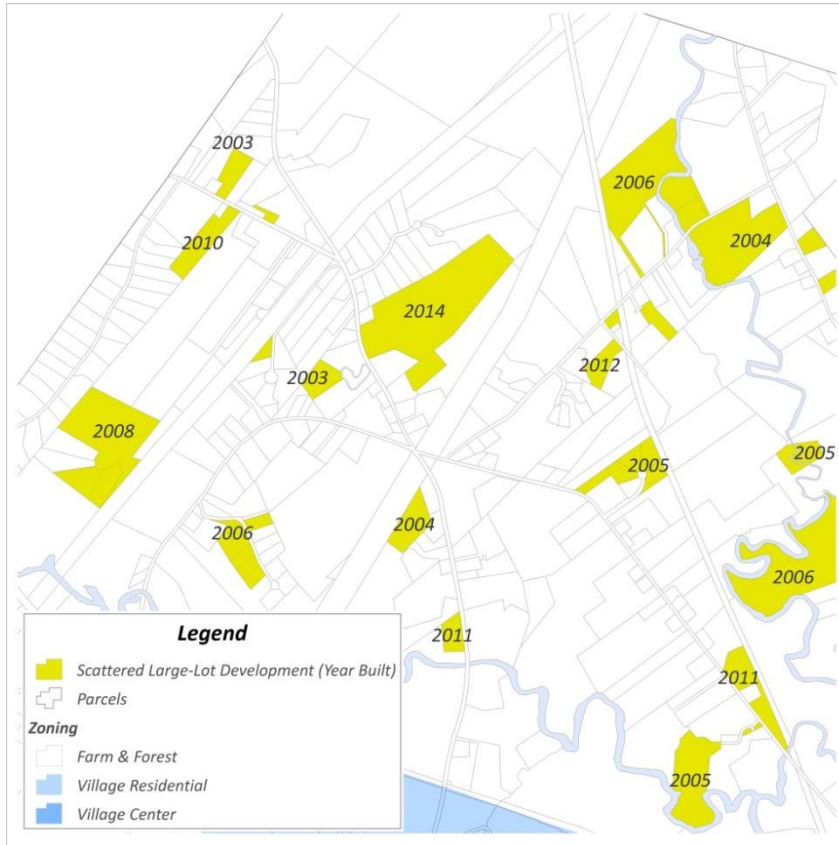 2003
2006
2010
2004
2014
2012
2003
2008
2005
2005
2004
2006
2006
2011
2011
2005
Legend
Scattered Large-Lot Development (Year Built)
Parcels
Zoning
Farm & Forest
Village Residential
Village Center